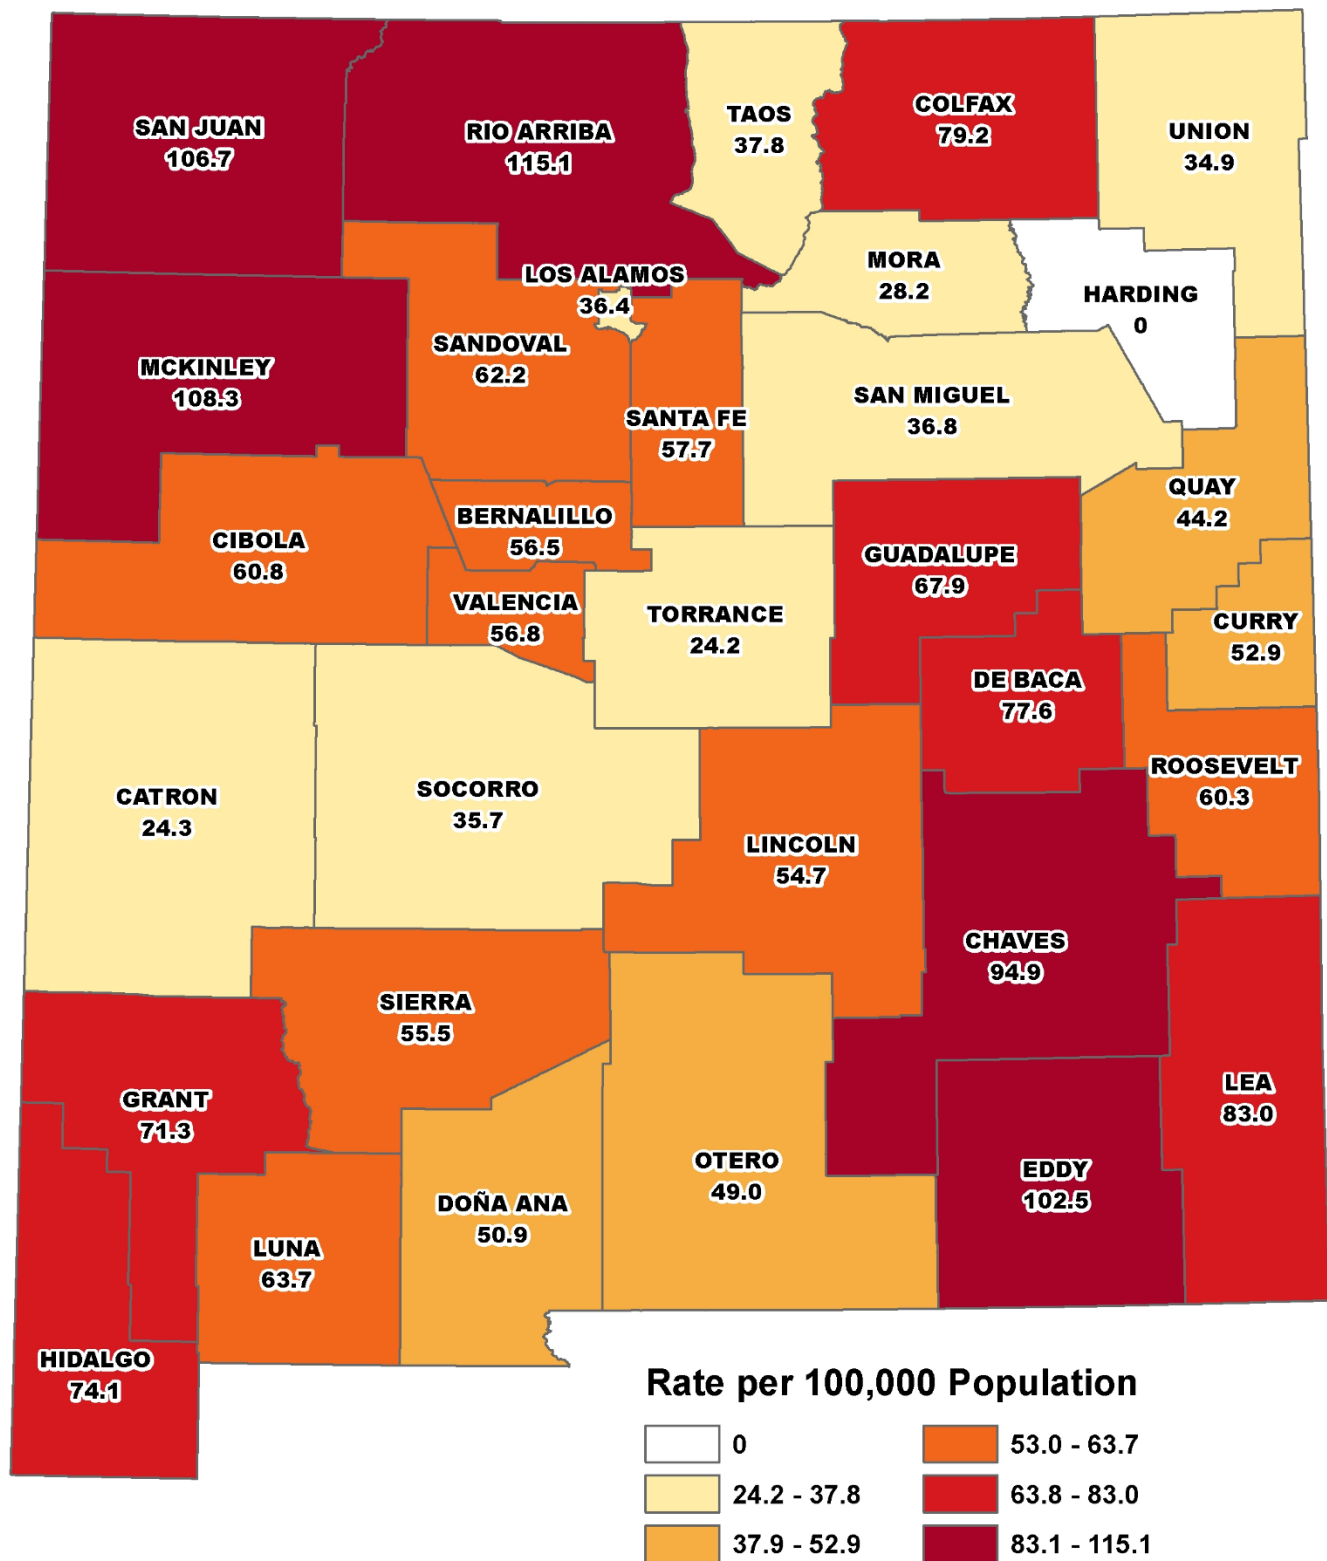 SAN JUAN
106.7
RIO ARRIBA
115.1
TAOS
37.8
COLFAX
79.2
UNION
34.9
LOS ALAMOS
36.4
MORA
28.2
HARDING
0
MCKINLEY
108.3
SANDOVAL
62.2
SANTA FE
57.7
SAN MIGUEL
36.8
QUAY
44.2
CIBOLA
60.8
BERNALILLO
56.5
GUADALUPE
67.9
VALENCIA
56.8
TORRANCE
24.2
CURRY
52.9
DE BACA
77.6
CATRON
24.3
SOCORRO
35.7
LINCOLN
54.7
ROOSEVELT
60.3
CHAVES
94.9
SIERRA
55.5
GRANT
71.3
LEA
83.0
DOÑA ANA
50.9
OTERO
49.0
EDDY
102.5
LUNA
63.7
HIDALGO
74.1
Rate per 100,000 Population
0
24.2 - 37.8
37.9 - 52.9
53.0 - 63.7
63.8 - 83.0
83.1 - 115.1